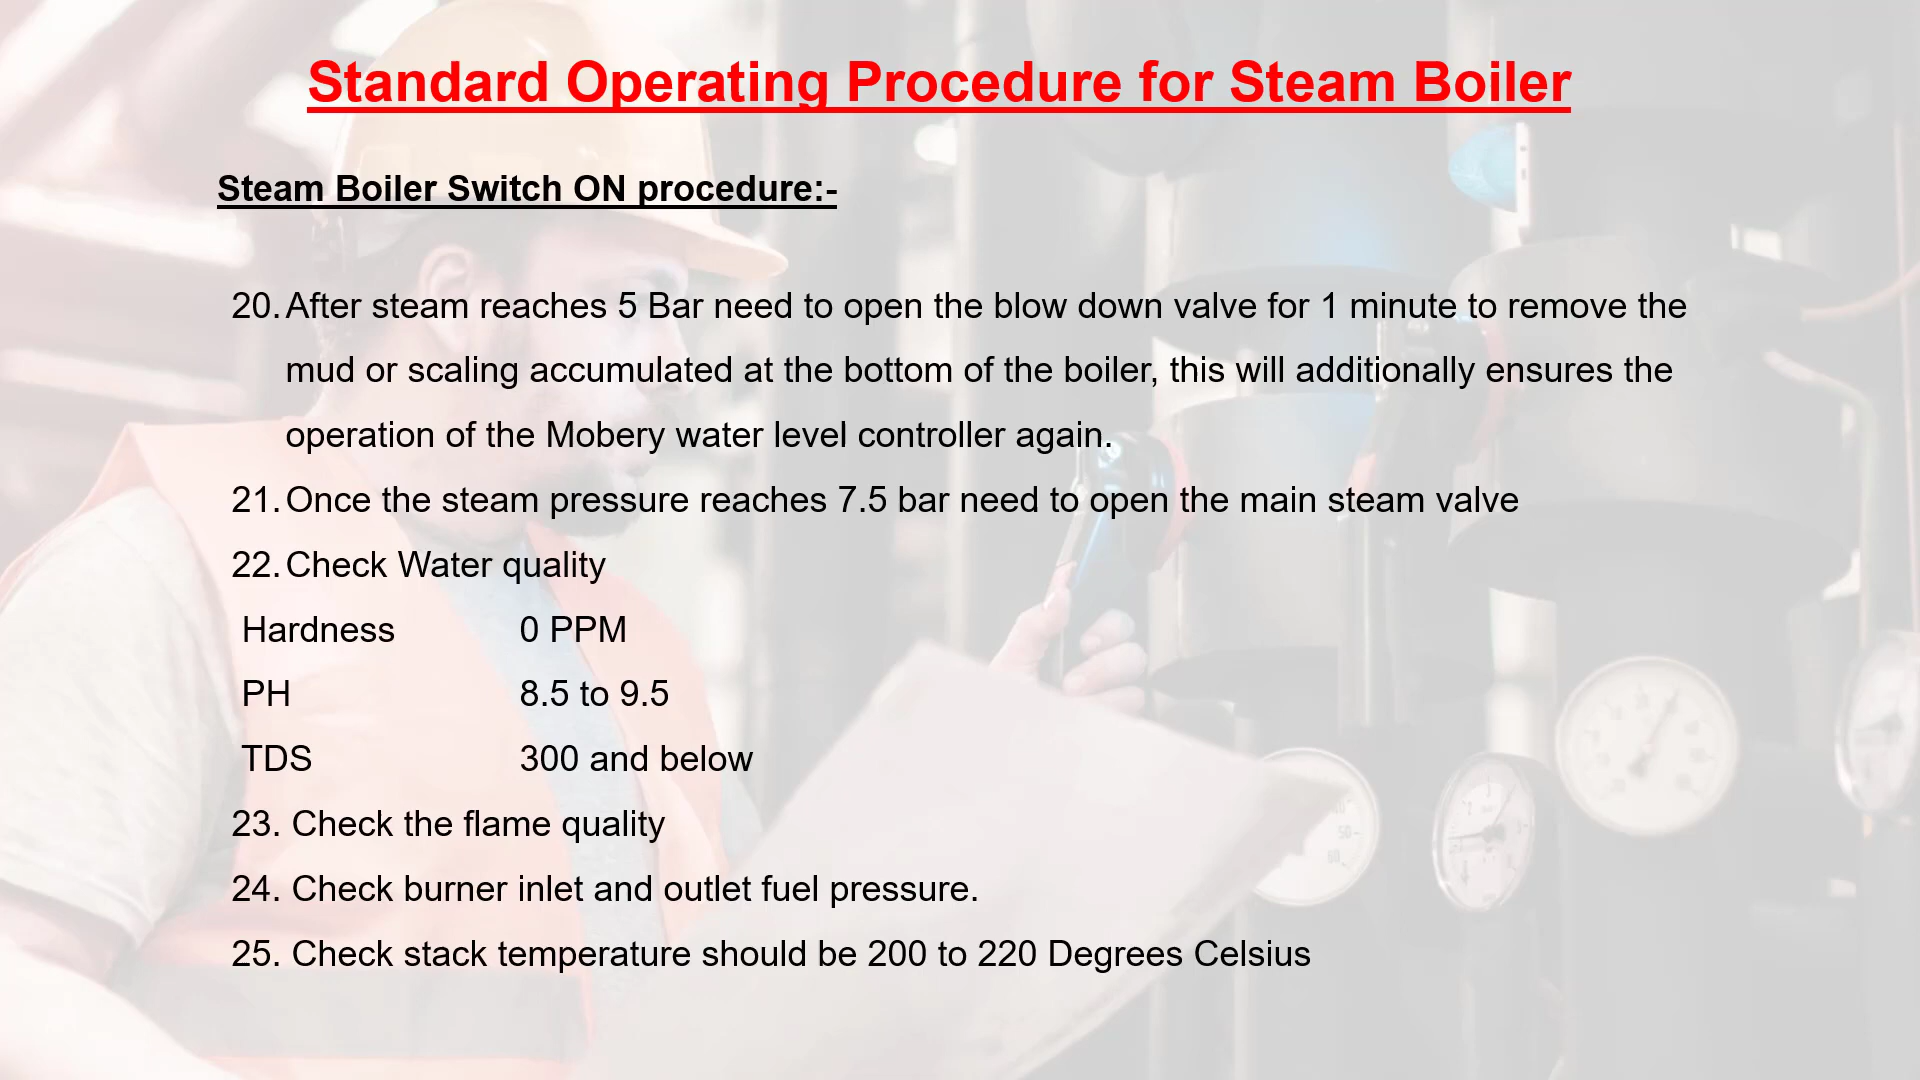 Standard Operating Procedure for Steam Boiler
Steam Boiler Switch ON procedure:-
20. After steam reaches 5 Bar need to open the blow down valve for 1 minute to remove the
mud or scaling accumulated at the bottom of the boiler, this will additionally ensures the
operation of the Mobery water level controller again.
21. Once the steam pressure reaches 7.5 bar need to open the main steam valve
22. Check Water quality
Hardness 0 PPM
PH 8.5 to 9.5
TDS 300 and below
23. Check the flame quality
24. Check burner inlet and outlet fuel pressure.
25. Check stack temperature should be 200 to 220 Degrees Celsius